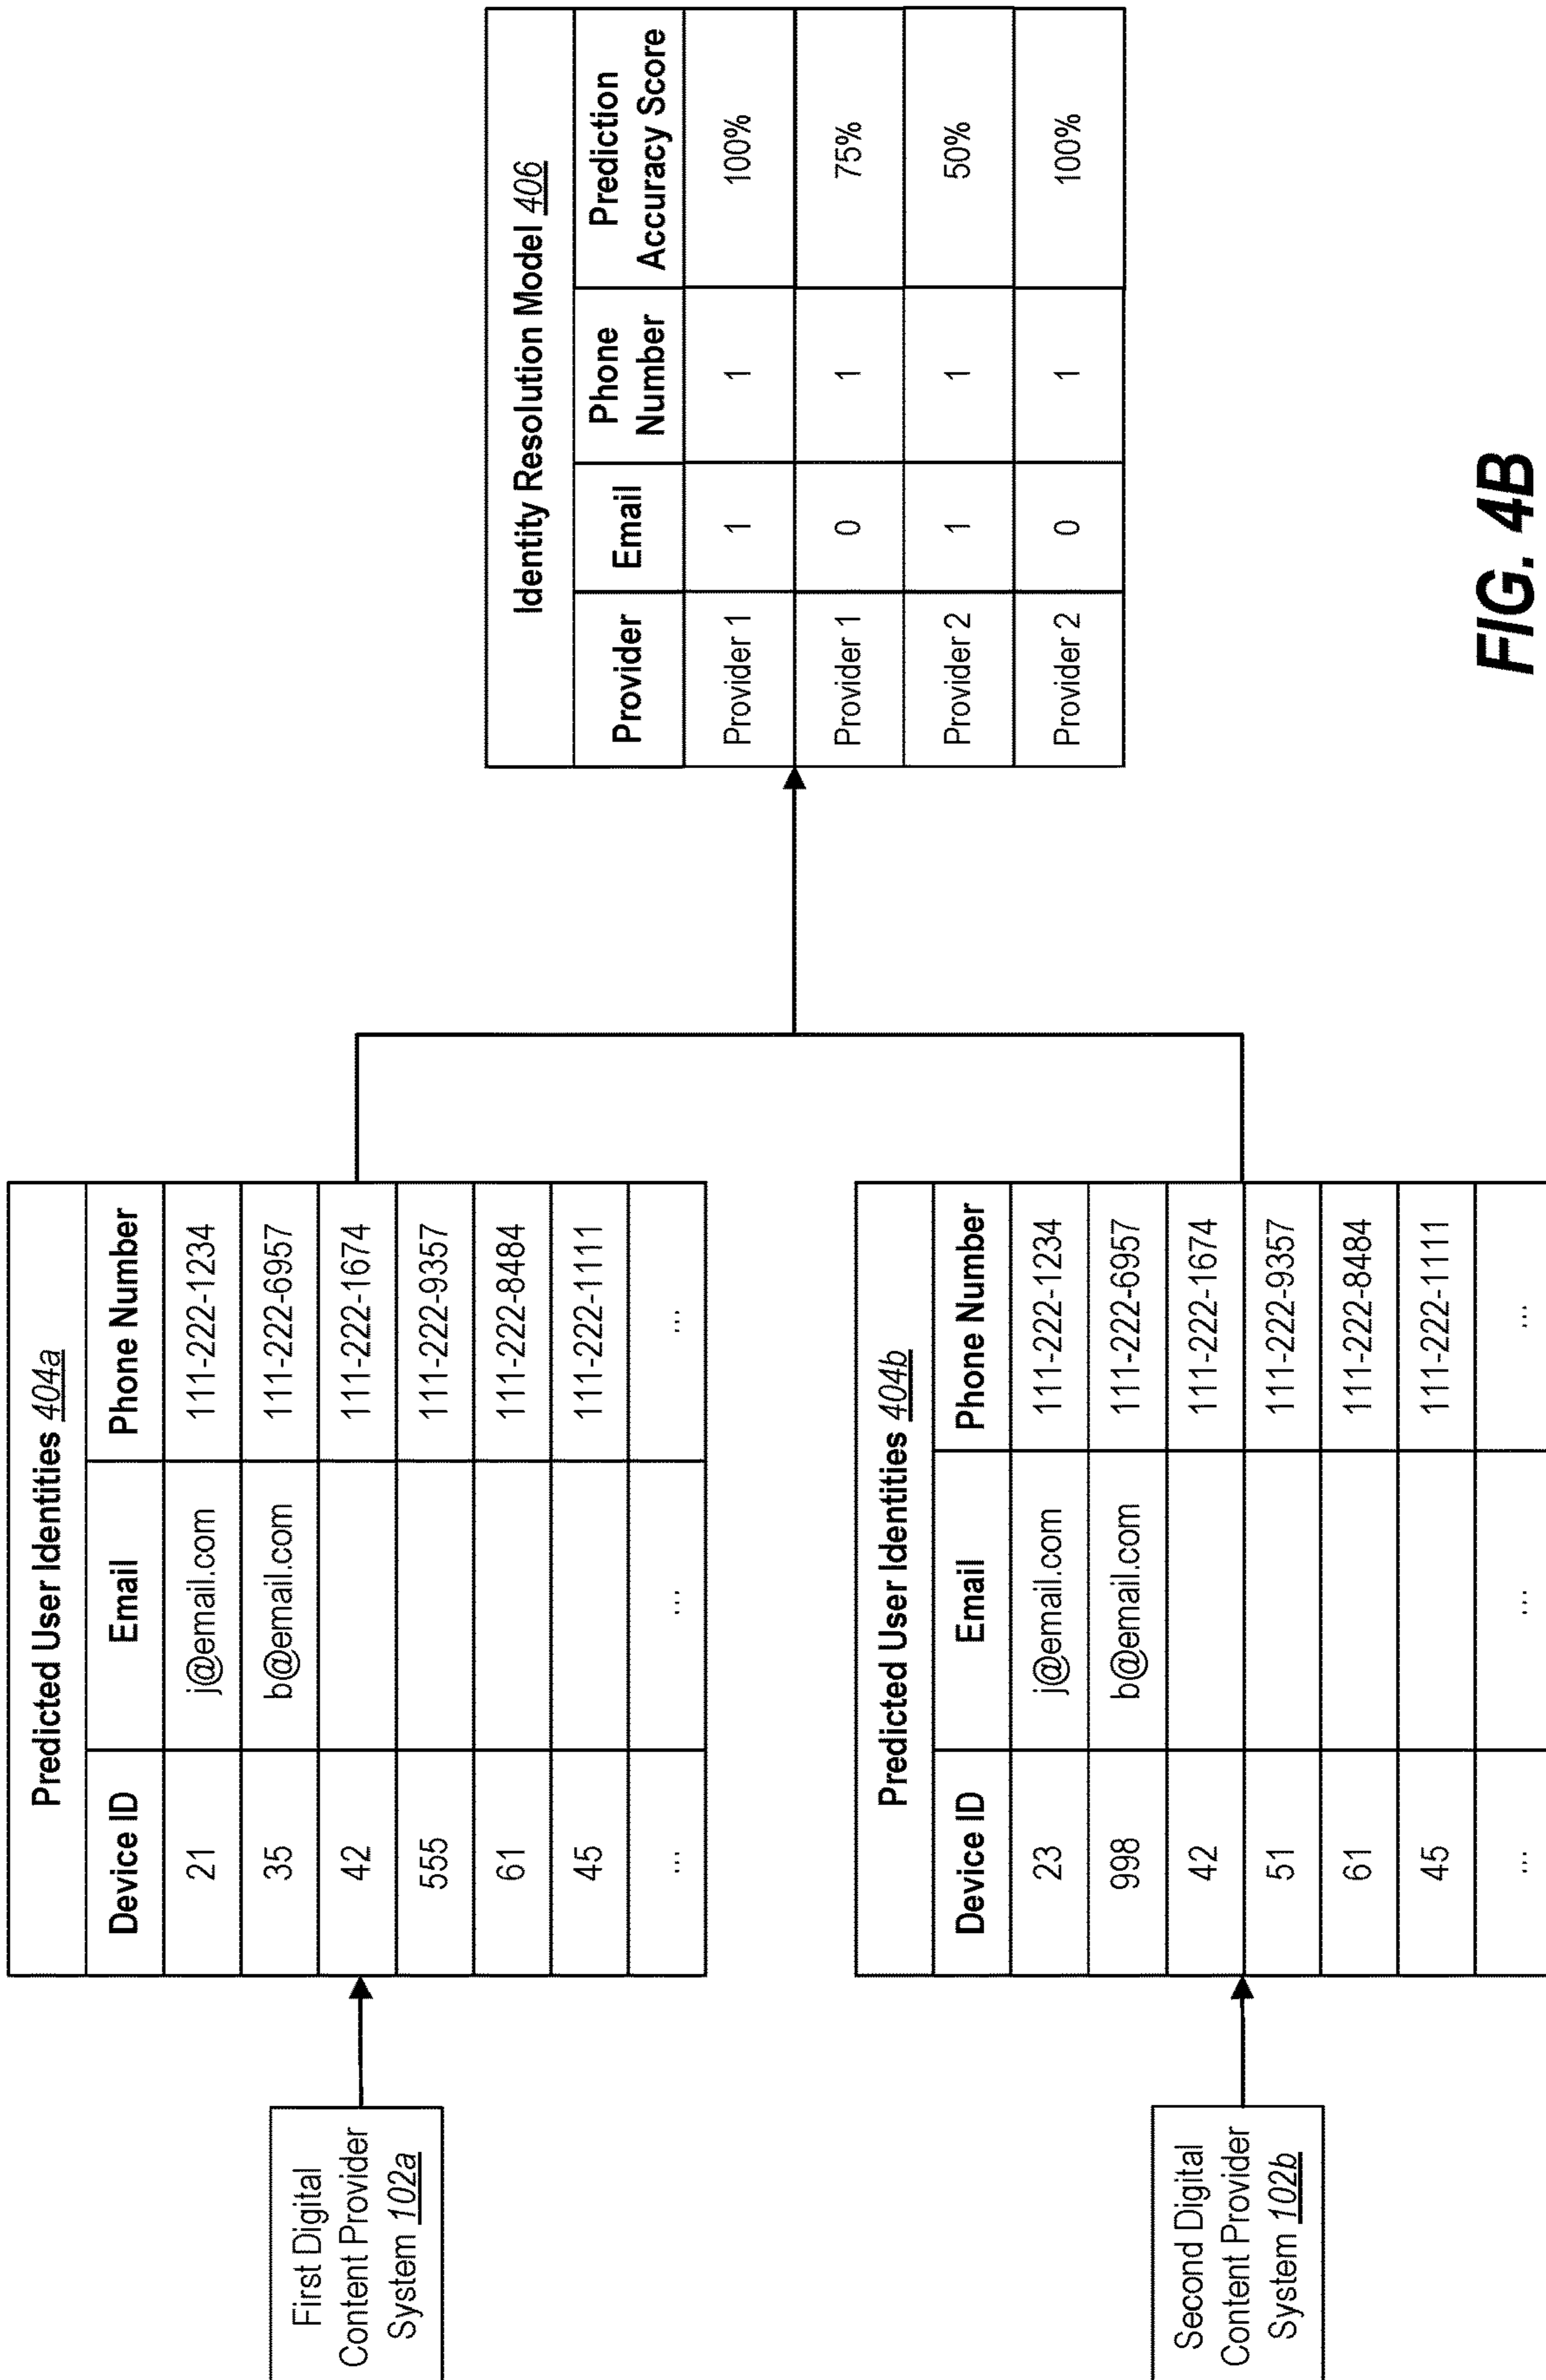 First Digital
Content Provider
System 102a
Predicted User Identities 404a
Device ID Email Phone Number
21 j@email.com 111-222-1234
35 b@email.com 111-222-6957
42 111-222-1674
555 111-222-9357
61 111-222-8484
45 111-222-1111
... ... ...
Second Digital
Content Provider
System 102b
Predicted User Identities 404b
Device ID Email Phone Number
23 j@email.com 111-222-1234
998 b@email.com 111-222-6957
42 111-222-1674
51 111-222-9357
61 111-222-8484
45 111-222-1111
... ... ...
Identity Resolution Model 406
Provider Email Phone Number Prediction Accuracy Score
Provider 1 1 1 100%
Provider 1 0 1 75%
Provider 2 1 1 50%
Provider 2 0 1 100%
FIG. 4B